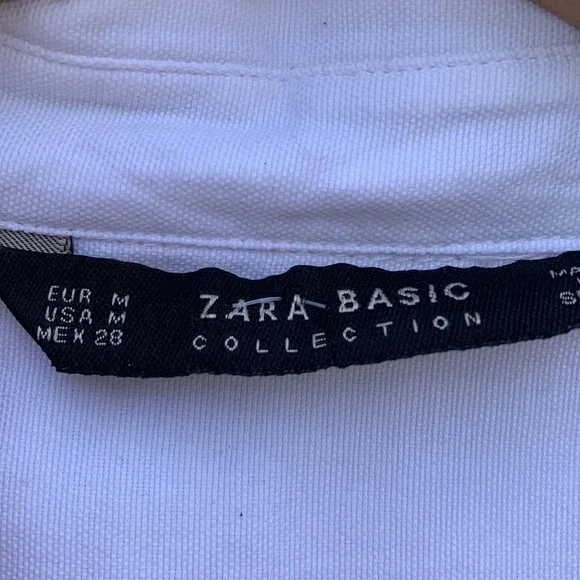 EUR M
USA M
MEX 28
ZARA BASIC
COLLECTION